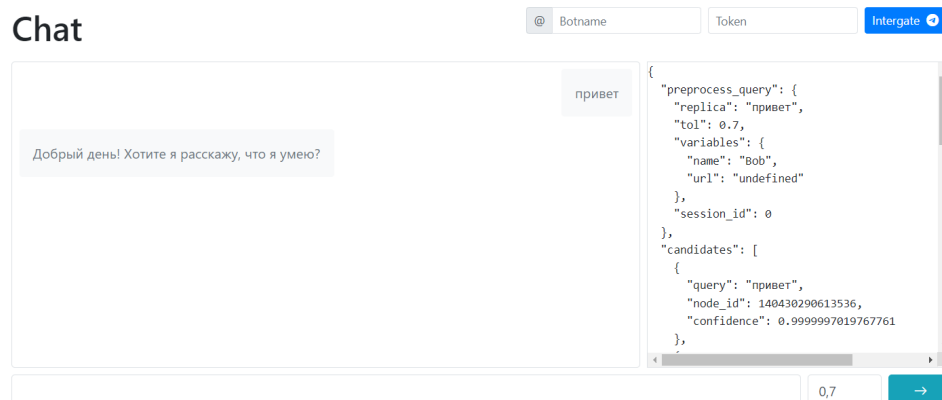 Chat
@ Botname Token Intergate
привет
Добрый день! Хотите я расскажу, что я умею?
{
"preprocess_query": {
"replica": "привет",
"tol": 0.7,
"variables": {
"name": "Bob",
"url": "undefined"
},
"session_id": 0
},
"candidates": [
{
"query": "привет",
"node_id": 140430290613536,
"confidence": 0.9999997019767761
},
{
0,7